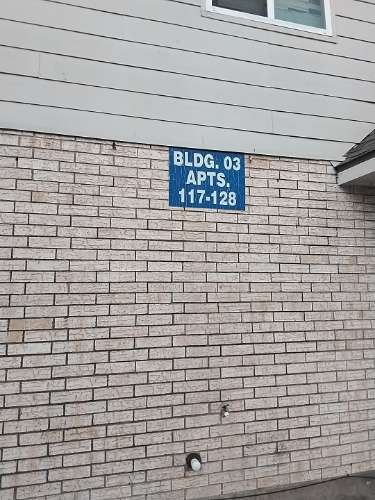 BLDG. 03
APTS.
117-128